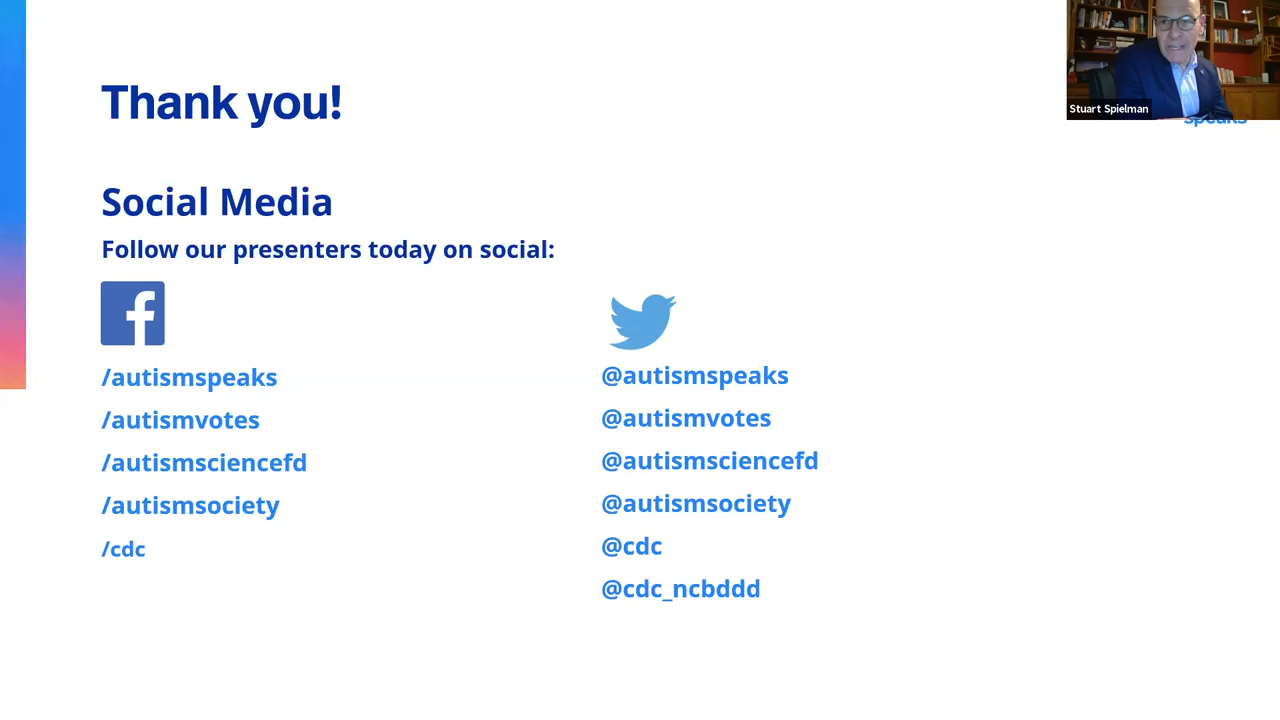 Thank you!
Stuart Spielman
speaks
Social Media
Follow our presenters today on social:
/autismspeaks
/autismvotes
/autismsciencefd
/autismsociety
/cdc
@autismspeaks
@autismvotes
@autismsciencefd
@autismsociety
@cdc
@cdc_ncbddd